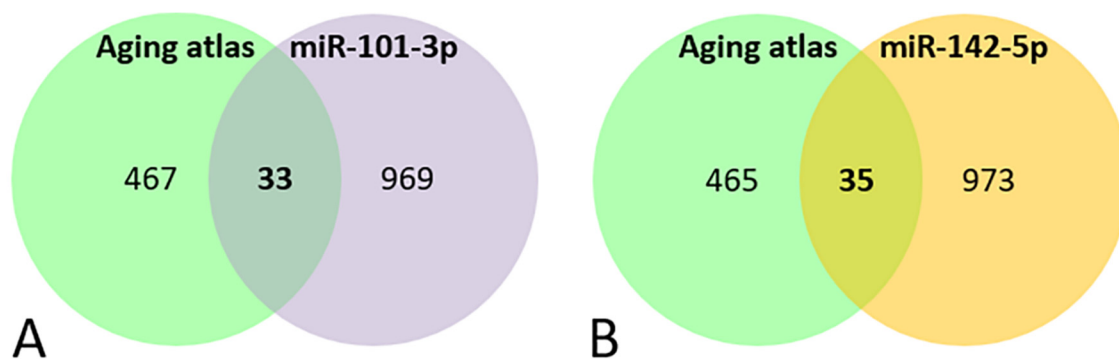 Aging atlas miR-101-3p
467 33 969
A
Aging atlas miR-142-5p
465 35 973
B